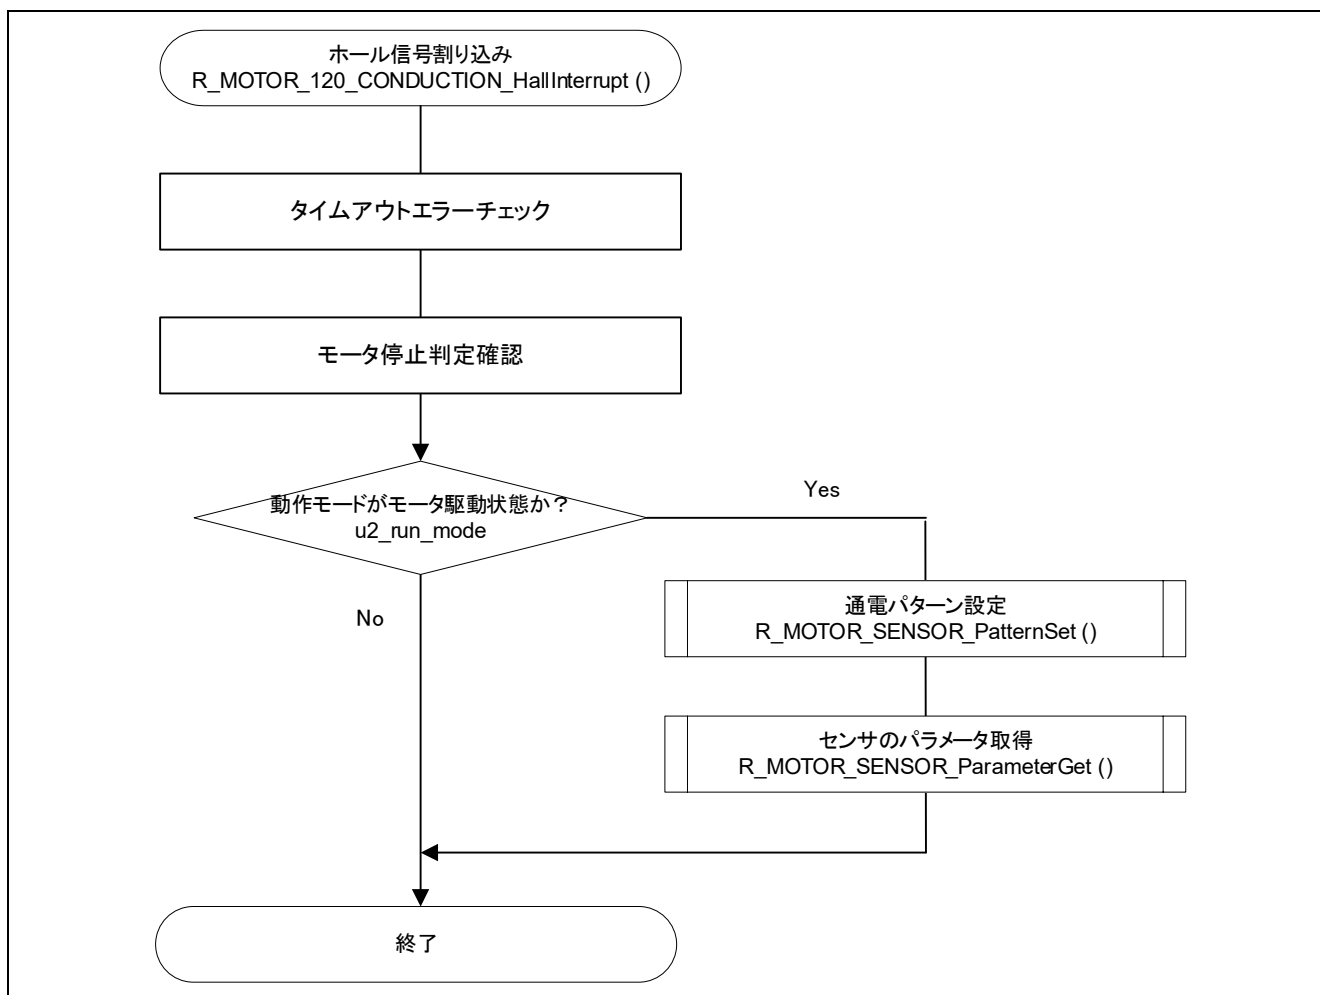 ホール信号割り込み
R_MOTOR_120_CONDUCTION_HallInterrupt ()
タイムアウトエラーチェック
モータ停止判定確認
動作モードがモータ駆動状態か？
u2_run_mode
Yes
No
通電パターン設定
R_MOTOR_SENSOR_PatternSet ()
センサのパラメータ取得
R_MOTOR_SENSOR_ParameterGet ()
終了